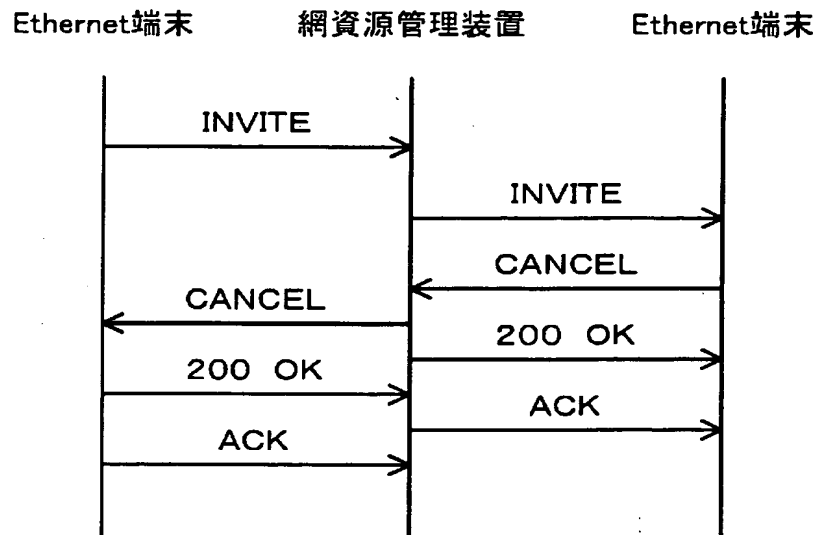 Ethernet端末 網資源管理装置 Ethernet端末
INVITE
INVITE
CANCEL
CANCEL
200 OK
200 OK
ACK
ACK